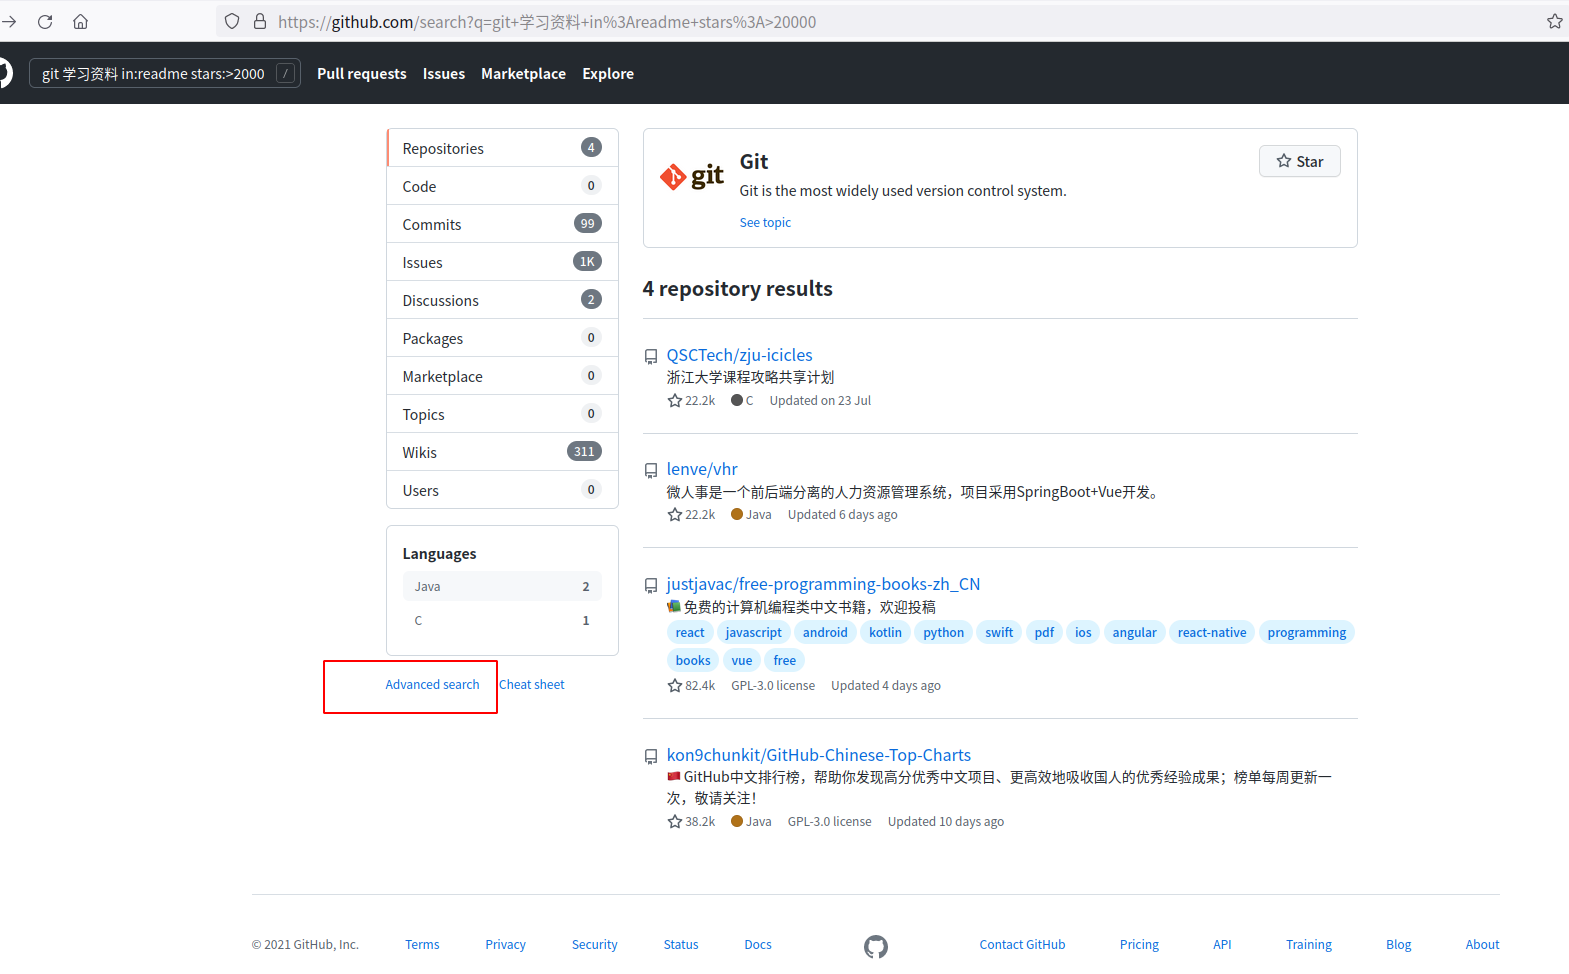 https://github.com/search?q=git+学习资料+in%3Areadme+stars%3A>20000
git 学习资料 in:readme stars:>2000 /
Pull requests Issues Marketplace Explore
Repositories 4
Code 0
Commits 99
Issues 1K
Discussions 2
Packages 0
Marketplace 0
Topics 0
Wikis 311
Users 0
Languages
Java 2
C 1
Advanced search Cheat sheet
git
Git
Star
Git is the most widely used version control system.
See topic
4 repository results
QSCTech/zju-icicles
浙江大学课程攻略共享计划
22.2k C Updated on 23 Jul
lenve/vhr
微人事是一个前后端分离的人力资源管理系统，项目采用SpringBoot+Vue开发。
22.2k Java Updated 6 days ago
justjavac/free-programming-books-zh_CN
免费的计算机编程类中文书籍，欢迎投稿
react javascript android kotlin python swift pdf ios angular react-native programming
books vue free
82.4k GPL-3.0 license Updated 4 days ago
kon9chunkit/GitHub-Chinese-Top-Charts
GitHub中文排行榜，帮助你发现高分优秀中文项目、更高效地吸收国人的优秀经验成果；榜单每周更新一
次，敬请关注！
38.2k Java GPL-3.0 license Updated 10 days ago
© 2021 GitHub, Inc. Terms Privacy Security Status Docs Contact GitHub Pricing API Training Blog About